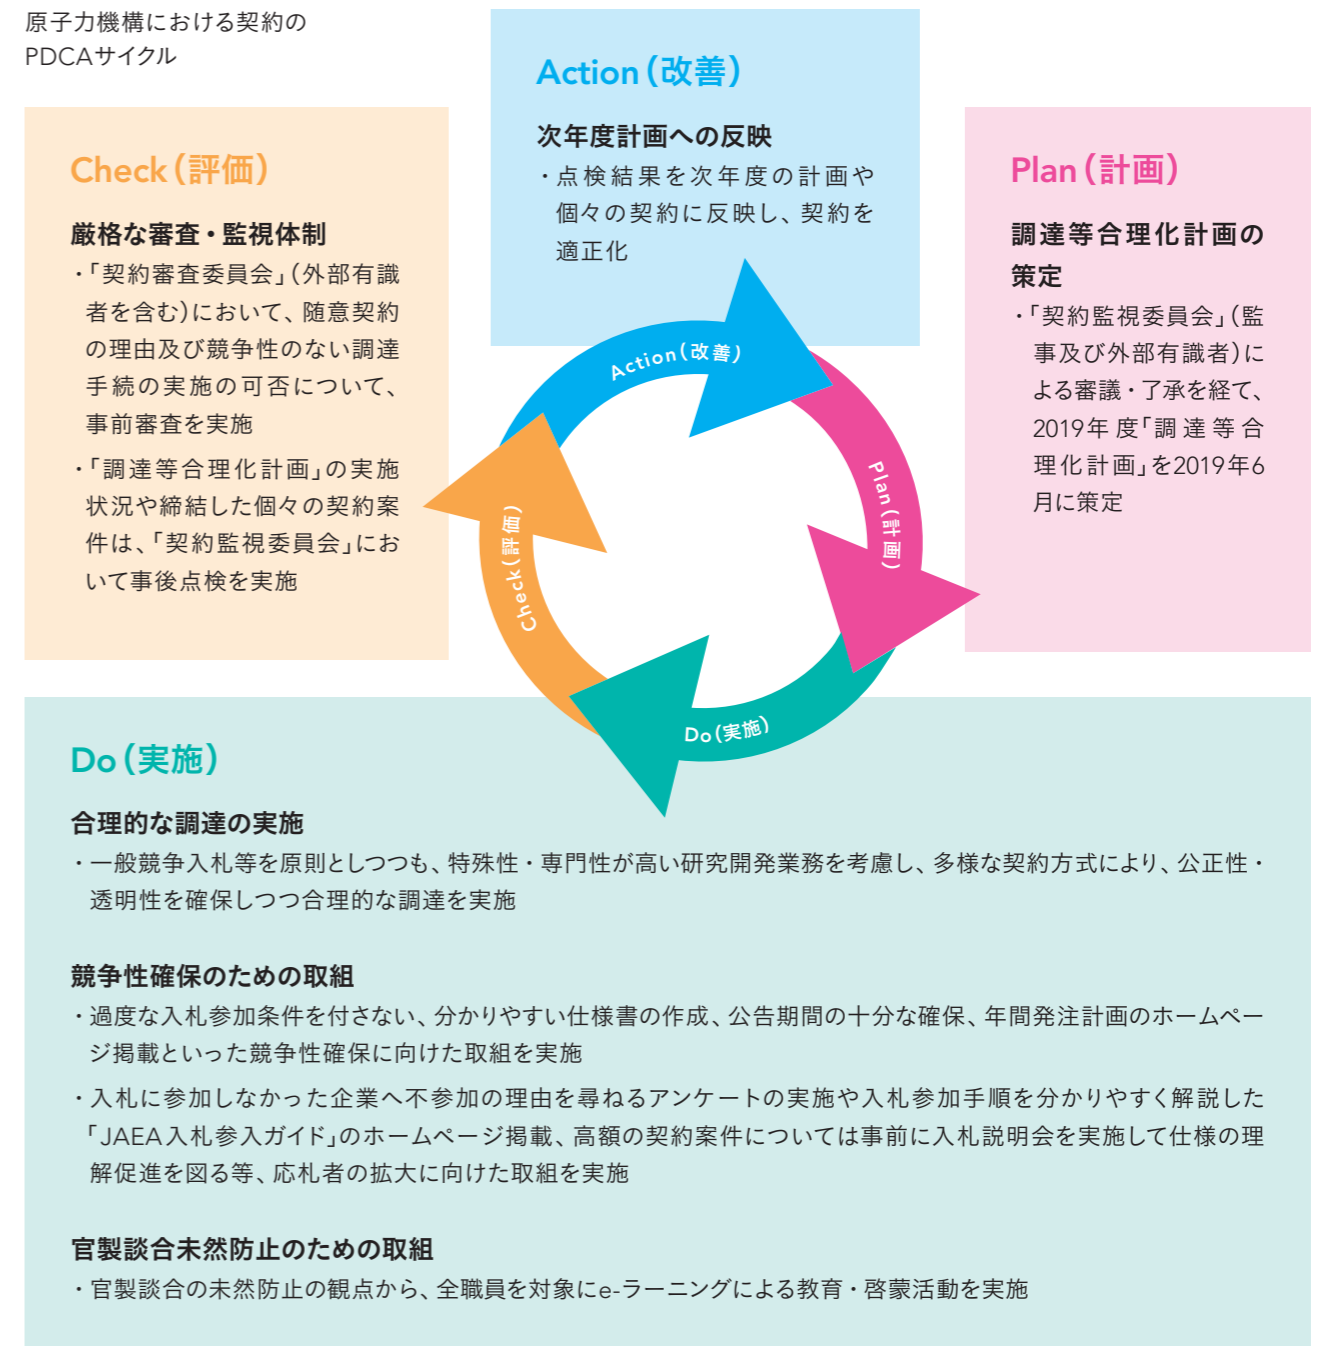 原子力機構における契約の
PDCAサイクル
Action（改善）
次年度計画への反映
・点検結果を次年度の計画や
個々の契約に反映し、契約を
適正化
Check（評価）
厳格な審査・監視体制
・「契約審査委員会」（外部有識
者を含む）において、随意契約
の理由及び競争性のない調達
手続の実施の可否について、
事前審査を実施
・「調達等合理化計画」の実施
状況や締結した個々の契約案
件は、「契約監視委員会」にお
いて事後点検を実施
Plan（計画）
調達等合理化計画の
策定
・「契約監視委員会」（監
事及び外部有識者）に
よる審議・了承を経て、
2019年度「調達等合
理化計画」を2019年6
月に策定
Action（改善）
Plan（計画）
Do（実施）
Check（評価）
Do（実施）
合理的な調達の実施
・一般競争入札等を原則としつつも、特殊性・専門性が高い研究開発業務を考慮し、多様な契約方式により、公正性・
透明性を確保しつつ合理的な調達を実施
競争性確保のための取組
・過度な入札参加条件を付さない、分かりやすい仕様書の作成、公告期間の十分な確保、年間発注計画のホームペー
ジ掲載といった競争性確保に向けた取組を実施
・入札に参加しなかった企業へ不参加の理由を尋ねるアンケートの実施や入札参加手順を分かりやすく解説した
「JAEA入札参入ガイド」のホームページ掲載、高額の契約案件については事前に入札説明会を実施して仕様の理
解促進を図る等、応札者の拡大に向けた取組を実施
官製談合未然防止のための取組
・官製談合の未然防止の観点から、全職員を対象にe-ラーニングによる教育・啓蒙活動を実施